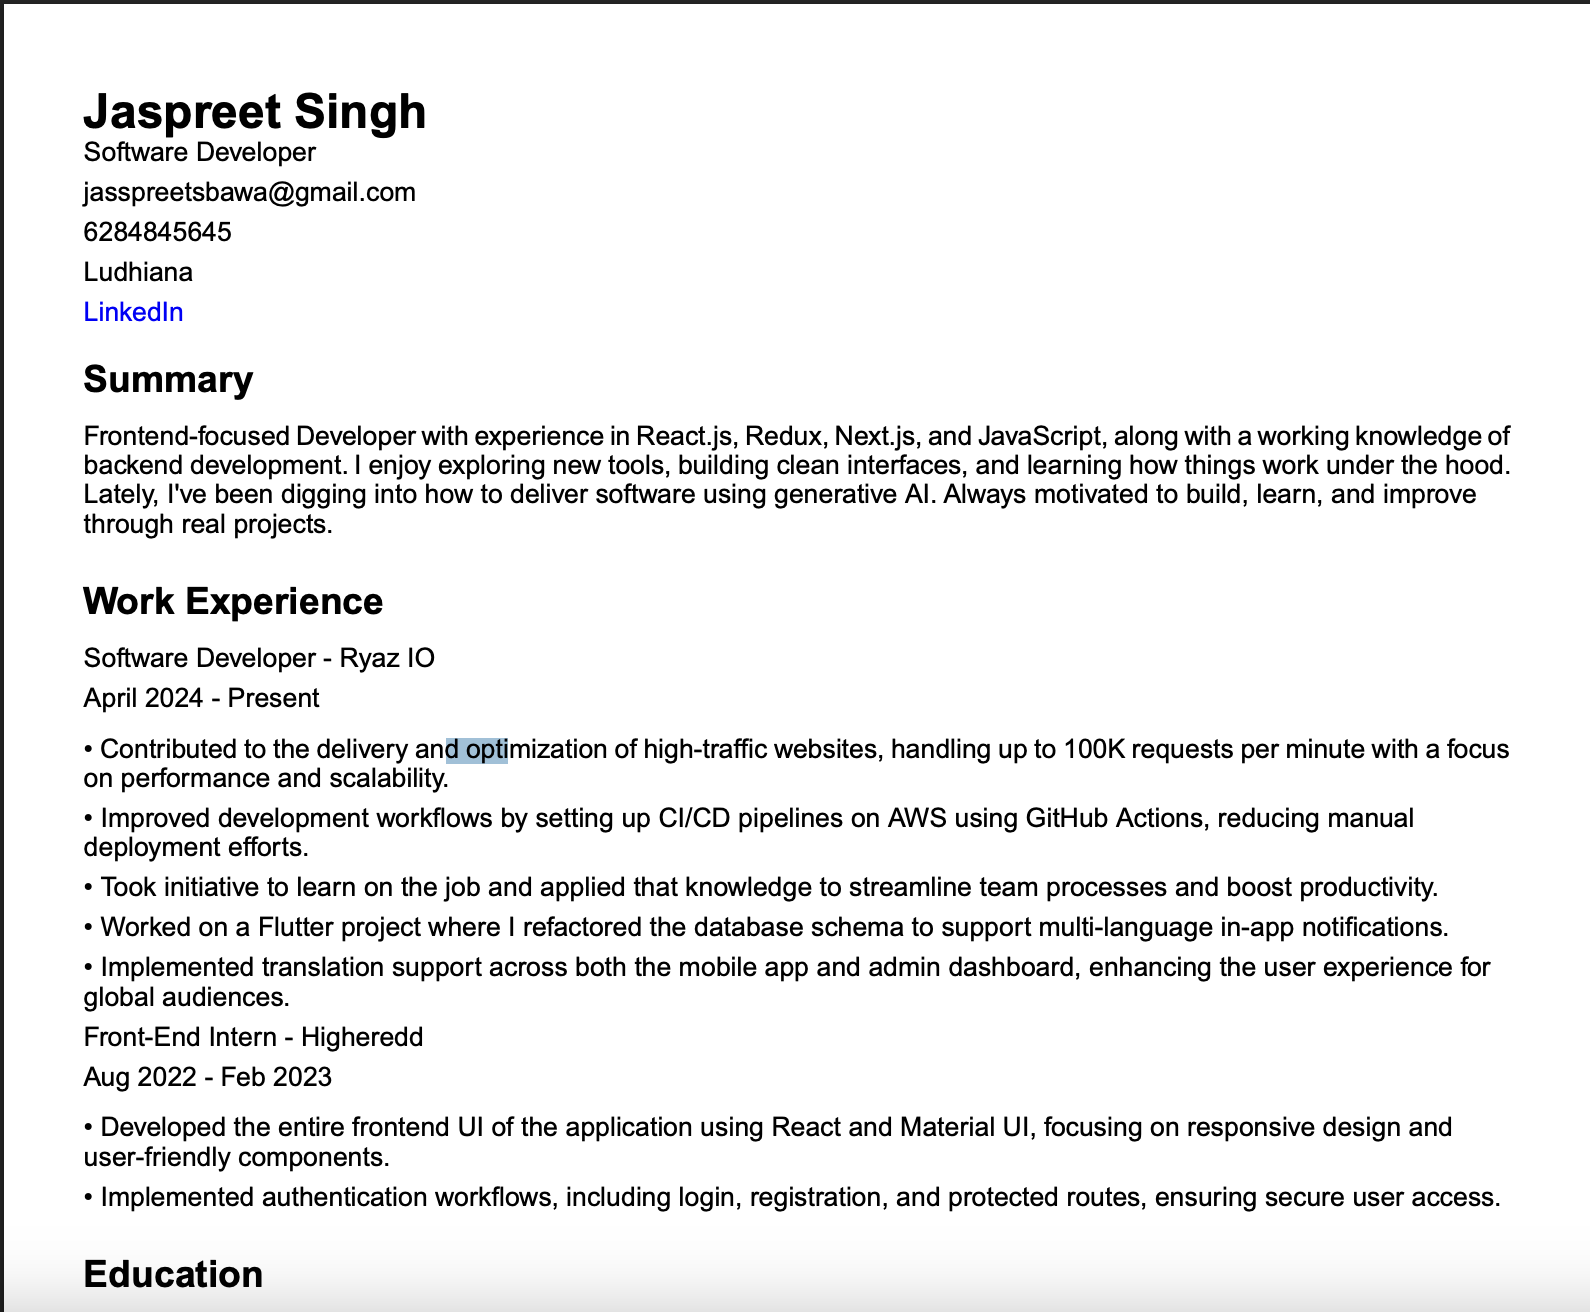 Jaspreet Singh
Software Developer
jasspreetsbawa@gmail.com
6284845645
Ludhiana
LinkedIn
Summary
Frontend-focused Developer with experience in React.js, Redux, Next.js, and JavaScript, along with a working knowledge of
backend development. I enjoy exploring new tools, building clean interfaces, and learning how things work under the hood.
Lately, I've been digging into how to deliver software using generative AI. Always motivated to build, learn, and improve
through real projects.
Work Experience
Software Developer - Ryaz IO
April 2024 - Present
• Contributed to the delivery and optimization of high-traffic websites, handling up to 100K requests per minute with a focus
on performance and scalability.
• Improved development workflows by setting up CI/CD pipelines on AWS using GitHub Actions, reducing manual
deployment efforts.
• Took initiative to learn on the job and applied that knowledge to streamline team processes and boost productivity.
• Worked on a Flutter project where I refactored the database schema to support multi-language in-app notifications.
• Implemented translation support across both the mobile app and admin dashboard, enhancing the user experience for
global audiences.
Front-End Intern - Higheredd
Aug 2022 - Feb 2023
• Developed the entire frontend UI of the application using React and Material UI, focusing on responsive design and
user-friendly components.
• Implemented authentication workflows, including login, registration, and protected routes, ensuring secure user access.
Education